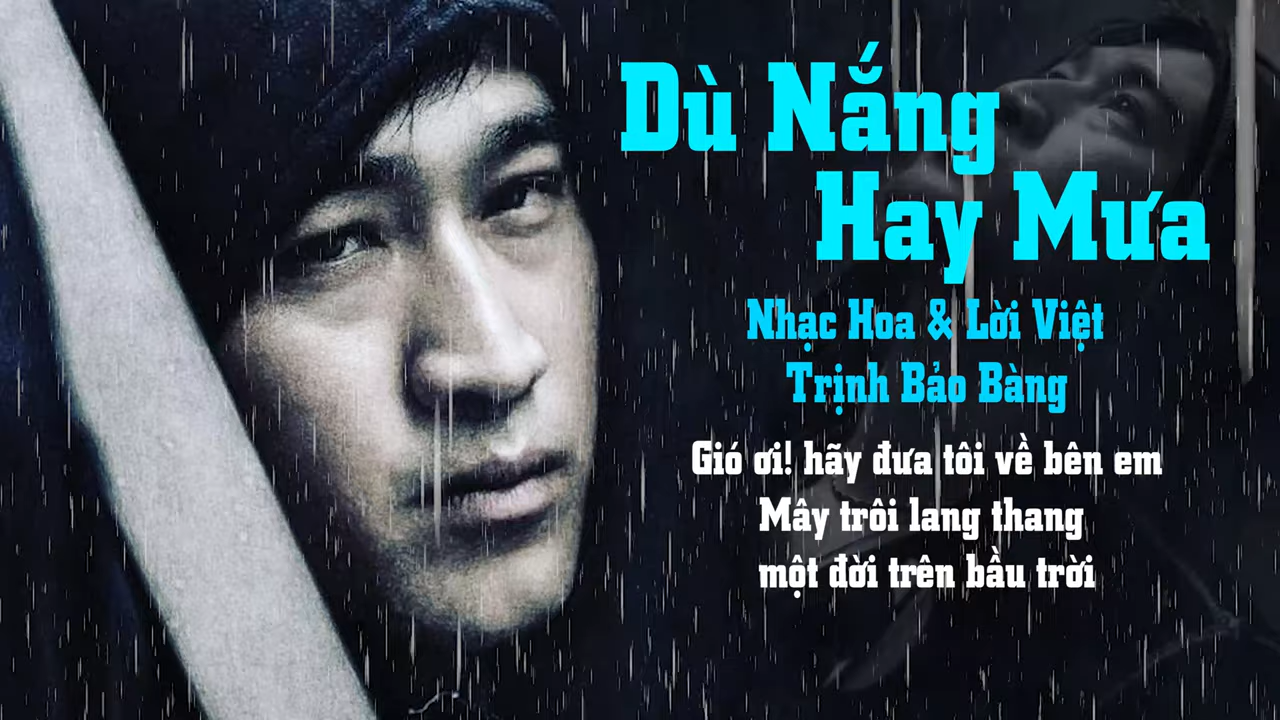 Dù Nắng
Hay Mưa
Nhạc Hoa & Lời Việt
Trịnh Bảo Bàng
Gió ơi! hãy đưa tôi về bên em
Mây trôi lang thang
một đời trên bầu trời